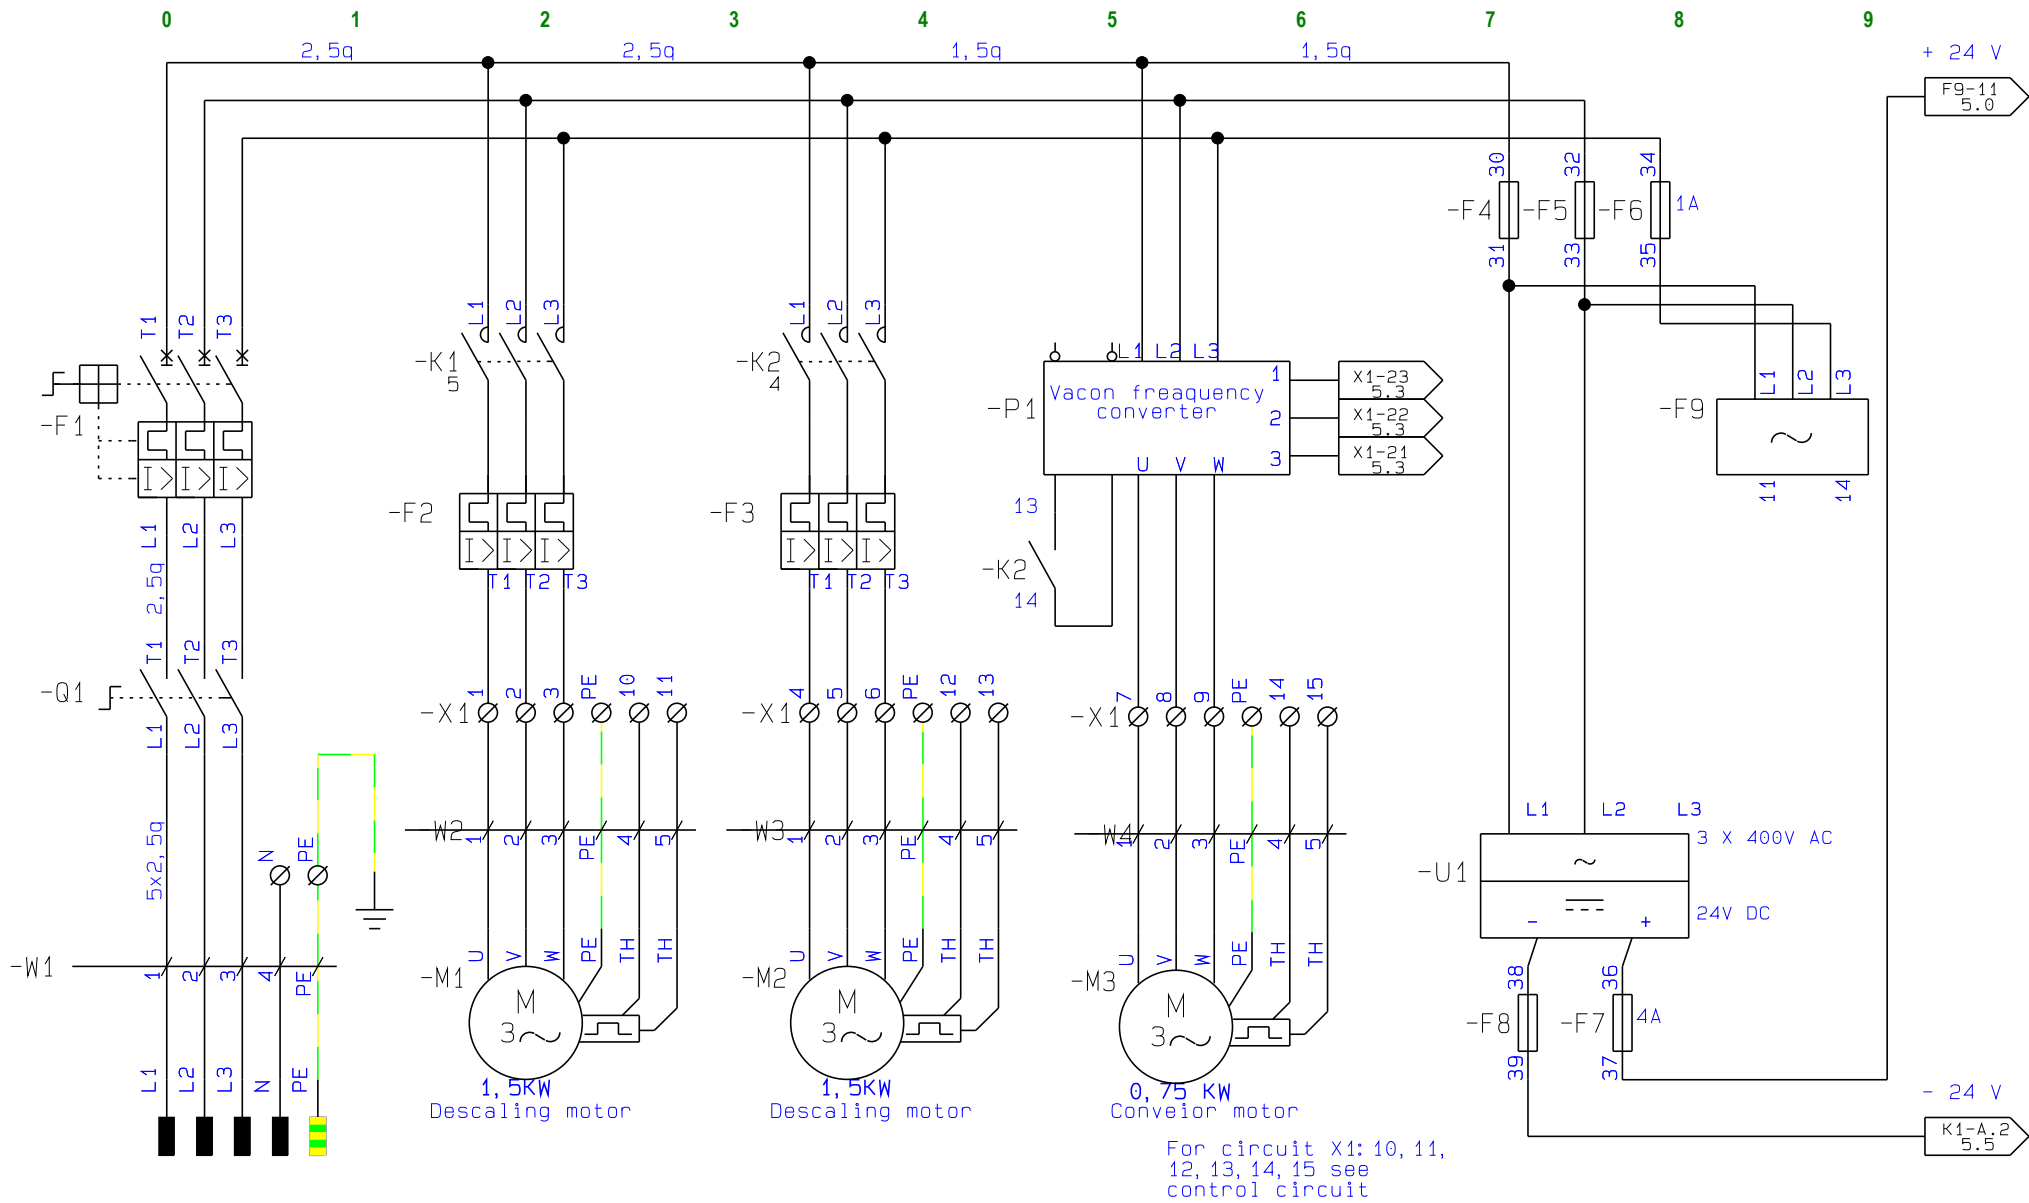 0 1 2 3 4 5 6 7 8 9
2,5q 2,5q 1,5q 1,5q
+ 24 V
F9-11
5.0
30 32 34
-F4 -F5 -F6 1A
31 33 35
T1 T2 T3
-F1
I> I> I>
L1 L2 L3
2,5q
T1 T2 T3
-Q1
L1 L2 L3
5x2,5q
N PE
-W1
1 2 3 4 PE
L1 L2 L3 N PE
L1 L2 L3
-K1
5
-F2
I> I> I>
T1 T2 T3
1 2 3 PE 10 11
-X1
-W2
1 2 3 PE 4 5
U V W PE TH TH
-M1
M
3~
1,5KW
Descaling motor
L1 L2 L3
-K2
4
-F3
I> I> I>
T1 T2 T3
4 5 6 PE 12 13
-X1
-W3
1 2 3 PE 4 5
U V W PE TH TH
-M2
M
3~
1,5KW
Descaling motor
L1 L2 L3
-P1
Vacon freaquency
converter
1 2 3
U V W
X1-23
5.3
X1-22
5.3
X1-21
5.3
13
-K2
14
7 8 9 PE 14 15
-X1
-W4
1 2 3 PE 4 5
U V W PE TH TH
-M3
M
3~
0,75 KW
Conveior motor
For circuit X1:10,11,
12,13,14,15 see
control circuit
L1 L2 L3
-F9
~
11 14
L1 L2 L3
3 X 400V AC
-U1
~
24V DC
- +
38 36
-F8 -F7 4A
39 37
- 24 V
K1-A.2
5.5